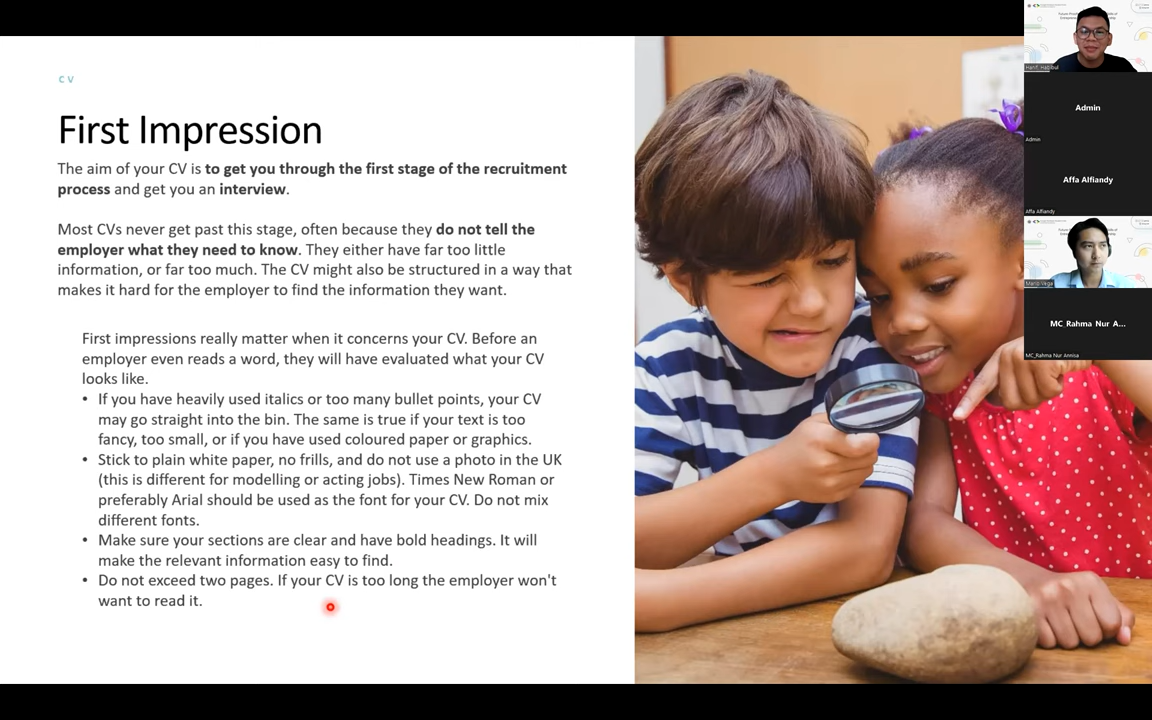 CV
First Impression
The aim of your CV is to get you through the first stage of the recruitment
process and get you an interview.
Most CVs never get past this stage, often because they do not tell the
employer what they need to know. They either have far too little
information, or far too much. The CV might also be structured in a way that
makes it hard for the employer to find the information they want.
First impressions really matter when it concerns your CV. Before an
employer even reads a word, they will have evaluated what your CV
looks like.
• If you have heavily used italics or too many bullet points, your CV
may go straight into the bin. The same is true if your text is too
fancy, too small, or if you have used coloured paper or graphics.
• Stick to plain white paper, no frills, and do not use a photo in the UK
(this is different for modelling or acting jobs). Times New Roman or
preferably Arial should be used as the font for your CV. Do not mix
different fonts.
• Make sure your sections are clear and have bold headings. It will
make the relevant information easy to find.
• Do not exceed two pages. If your CV is too long the employer won't
want to read it.
Admin
Admin
Affa Alfiandy
Affa Alfiandy
MC_Rahma Nur A...
MC_Rahma Nur Annisa